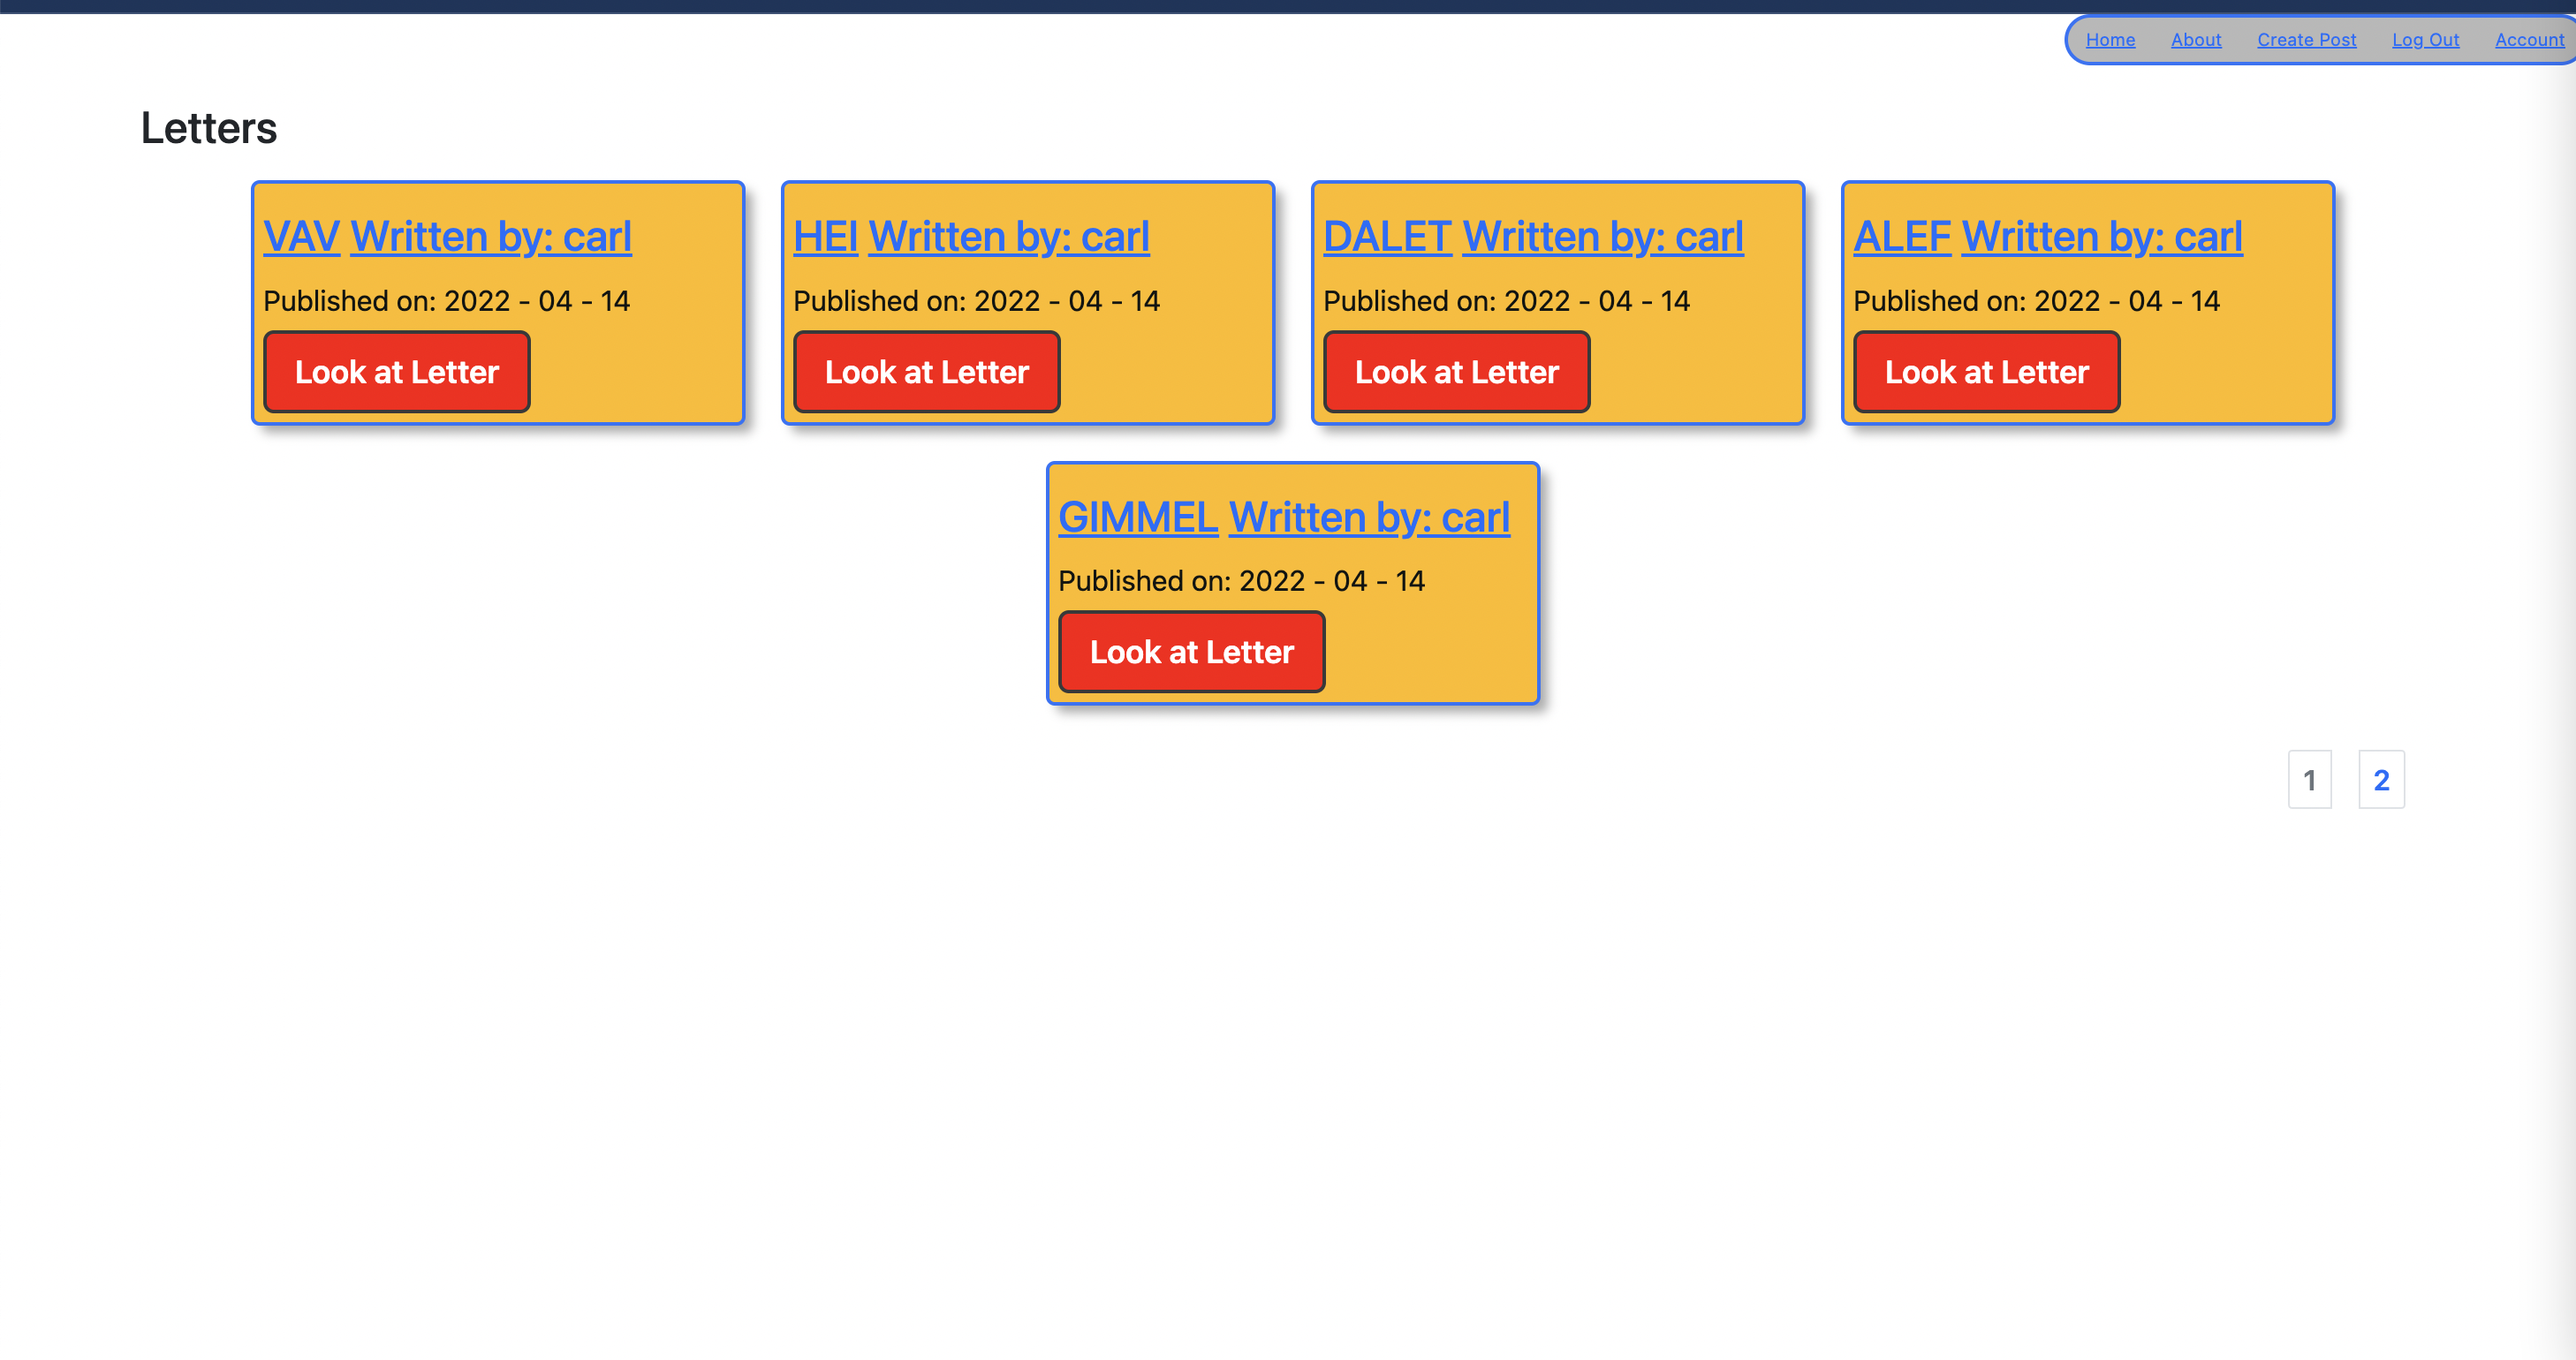 Home About Create Post Log Out Account
Letters
VAV Written by: carl
Published on: 2022 - 04 - 14
Look at Letter
HEI Written by: carl
Published on: 2022 - 04 - 14
Look at Letter
DALET Written by: carl
Published on: 2022 - 04 - 14
Look at Letter
ALEF Written by: carl
Published on: 2022 - 04 - 14
Look at Letter
GIMMEL Written by: carl
Published on: 2022 - 04 - 14
Look at Letter
1 2